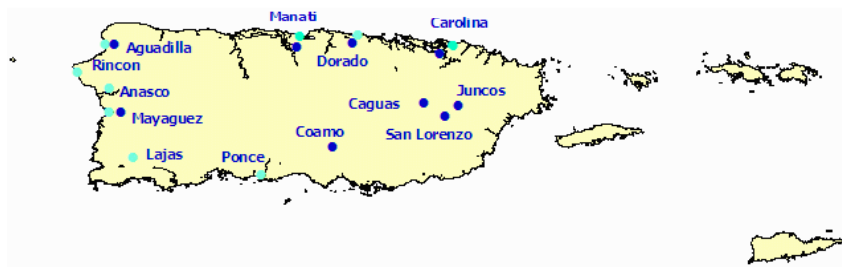 Manati
Carolina
Aguadilla
Dorado
Rincon
Anasco
Caguas
Juncos
Mayaguez
Coamo
San Lorenzo
Lajas
Ponce